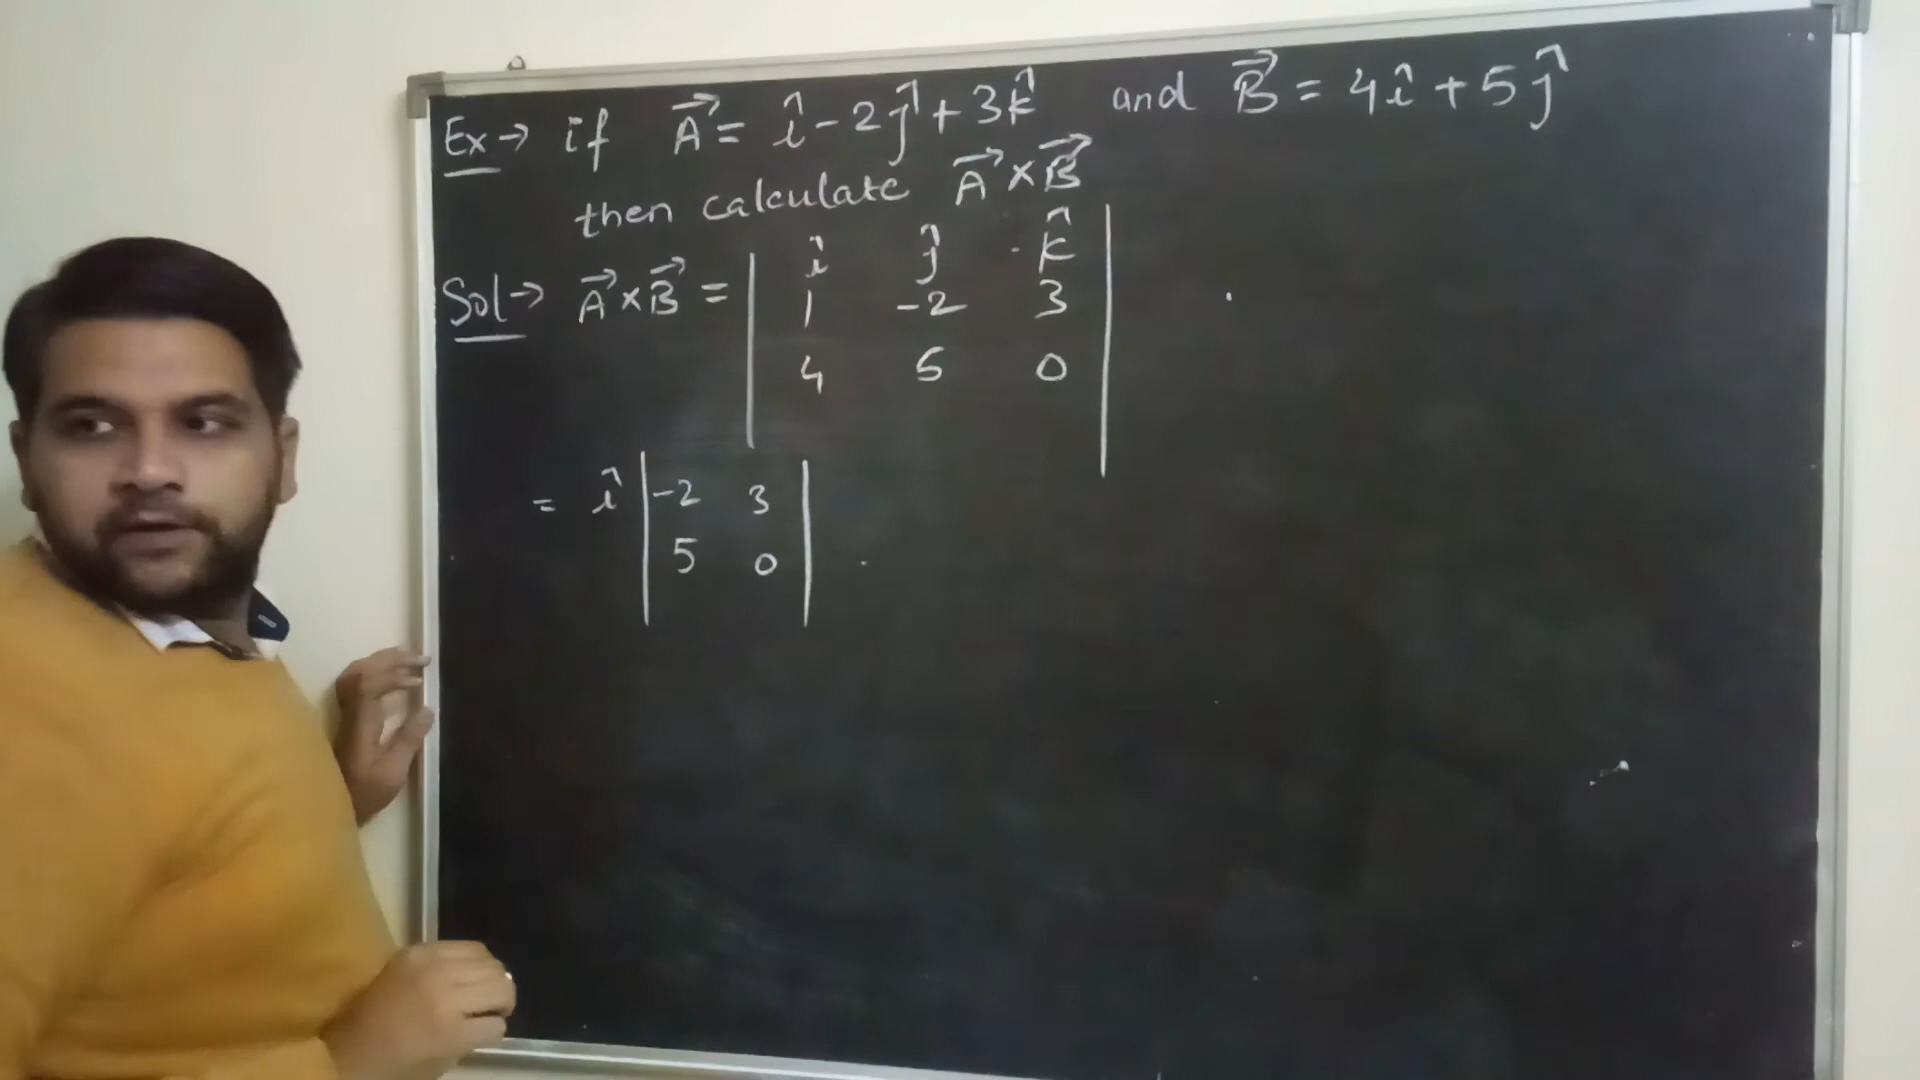 Ex → if A⃗ = î - 2ĵ + 3k̂ and B⃗ = 4î + 5ĵ
then calculate A⃗ × B⃗
Sol → A⃗ × B⃗ = | î ĵ k̂ |
1 -2 3
4 5 0
= î | -2 3 |
5 0